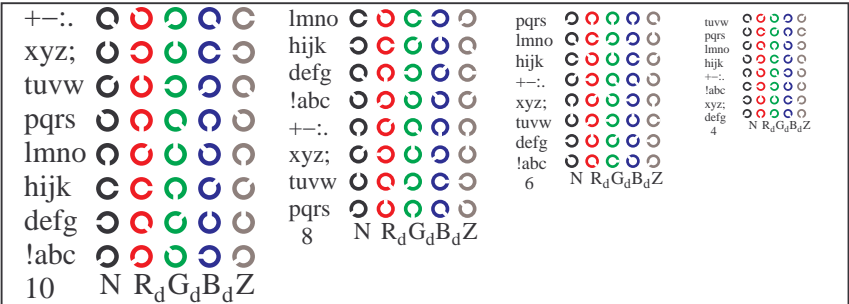 +−:.
xyz;
tuvw
pqrs
lmno
hijk
defg
!abc
10 N RdGdBdZ
lmno
hijk
defg
!abc
+−:.
xyz;
tuvw
pqrs
8 N RdGdBdZ
pqrs
lmno
hijk
+−:.
xyz;
tuvw
defg
!abc
6 N RdGdBdZ
tuvw
pqrs
lmno
hijk
+−:.
!abc
xyz;
defg
4 N RdGdBdZ